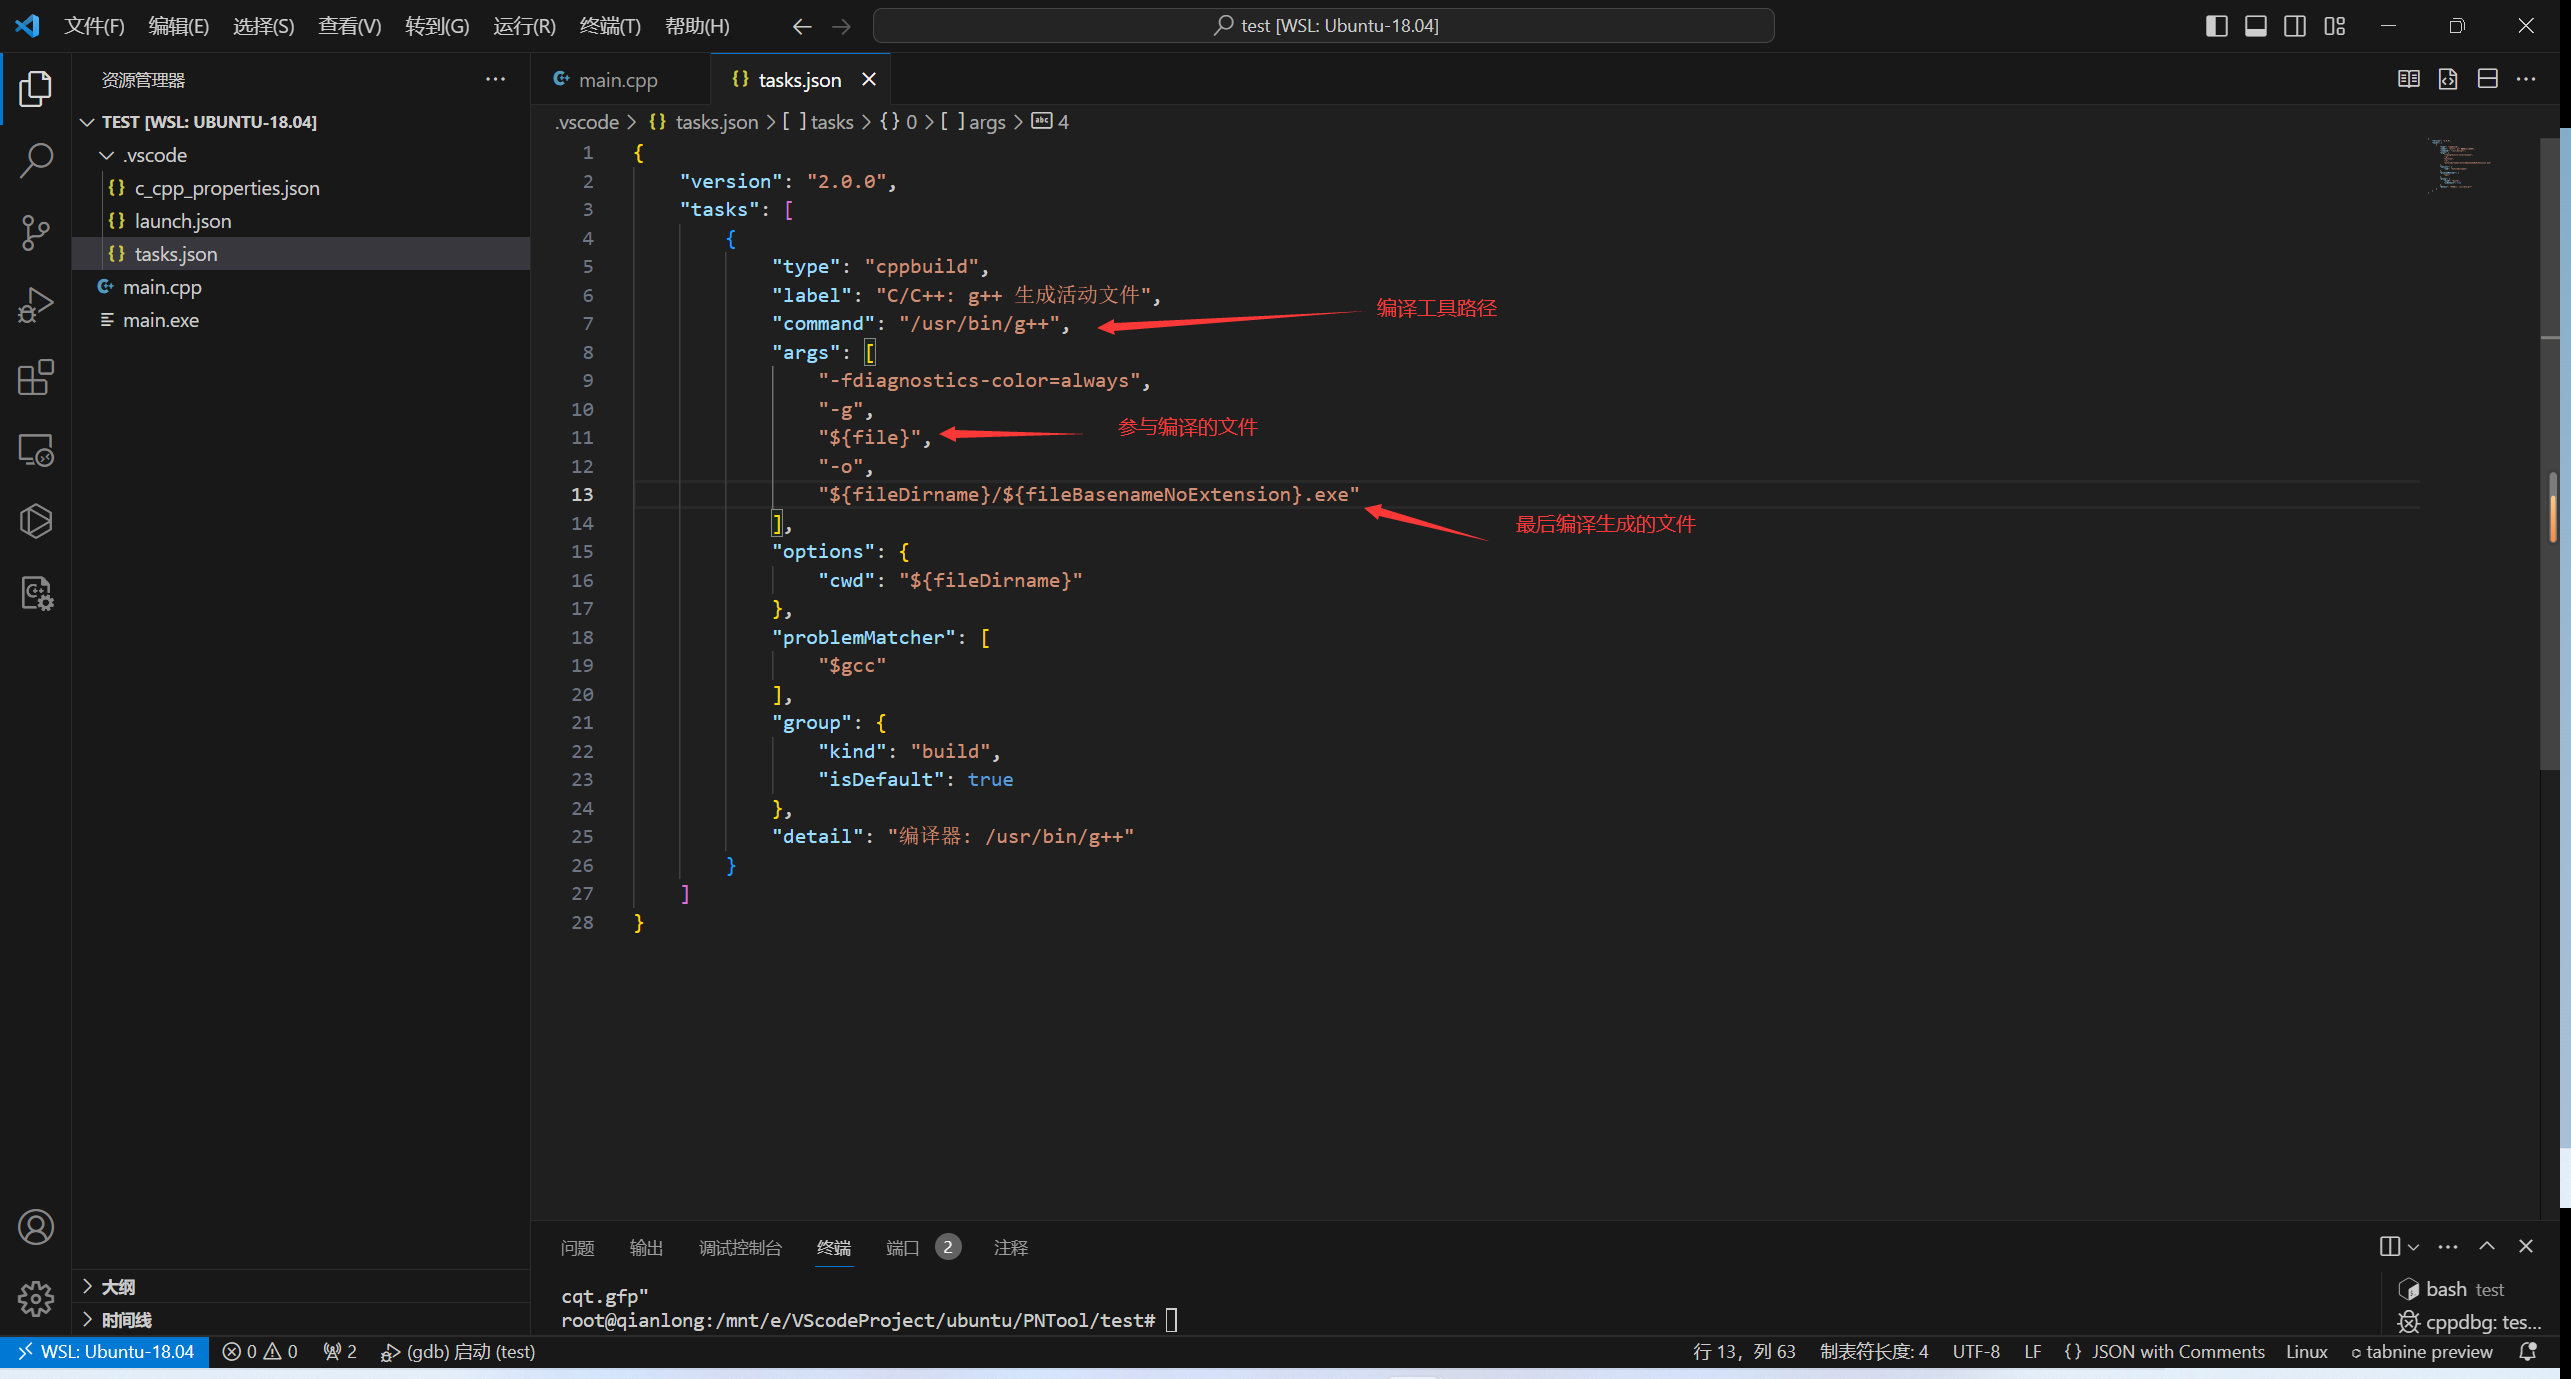 文件(F) 编辑(E) 选择(S) 查看(V) 转到(G) 运行(R) 终端(T) 帮助(H) test [WSL: Ubuntu-18.04]
资源管理器
TEST [WSL: UBUNTU-18.04]
.vscode
c_cpp_properties.json
launch.json
tasks.json
main.cpp
main.exe
大纲
时间线
main.cpp {} tasks.json
.vscode > {} tasks.json > [ ] tasks > {} 0 > [ ] args > abc 4
1 {
2 "version": "2.0.0",
3 "tasks": [
4 {
5 "type": "cppbuild",
6 "label": "C/C++: g++ 生成活动文件",
7 "command": "/usr/bin/g++",
编译工具路径
8 "args": [
9 "-fdiagnostics-color=always",
10 "-g",
11 "${file}",
参与编译的文件
12 "-o",
13 "${fileDirname}/${fileBasenameNoExtension}.exe"
最后编译生成的文件
14 ],
15 "options": {
16 "cwd": "${fileDirname}"
17 },
18 "problemMatcher": [
19 "$gcc"
20 ],
21 "group": {
22 "kind": "build",
23 "isDefault": true
24 },
25 "detail": "编译器: /usr/bin/g++"
26 }
27 ]
28 }
问题 输出 调试控制台 终端 端口 2 注释
cqt.gfp"
root@qianlong:/mnt/e/VScodeProject/ubuntu/PNTool/test#
bash test
cppdbg: tes...
WSL: Ubuntu-18.04 0 0 2 (gdb) 启动 (test) 行 13，列 63 制表符长度: 4 UTF-8 LF {} JSON with Comments Linux tabnine preview